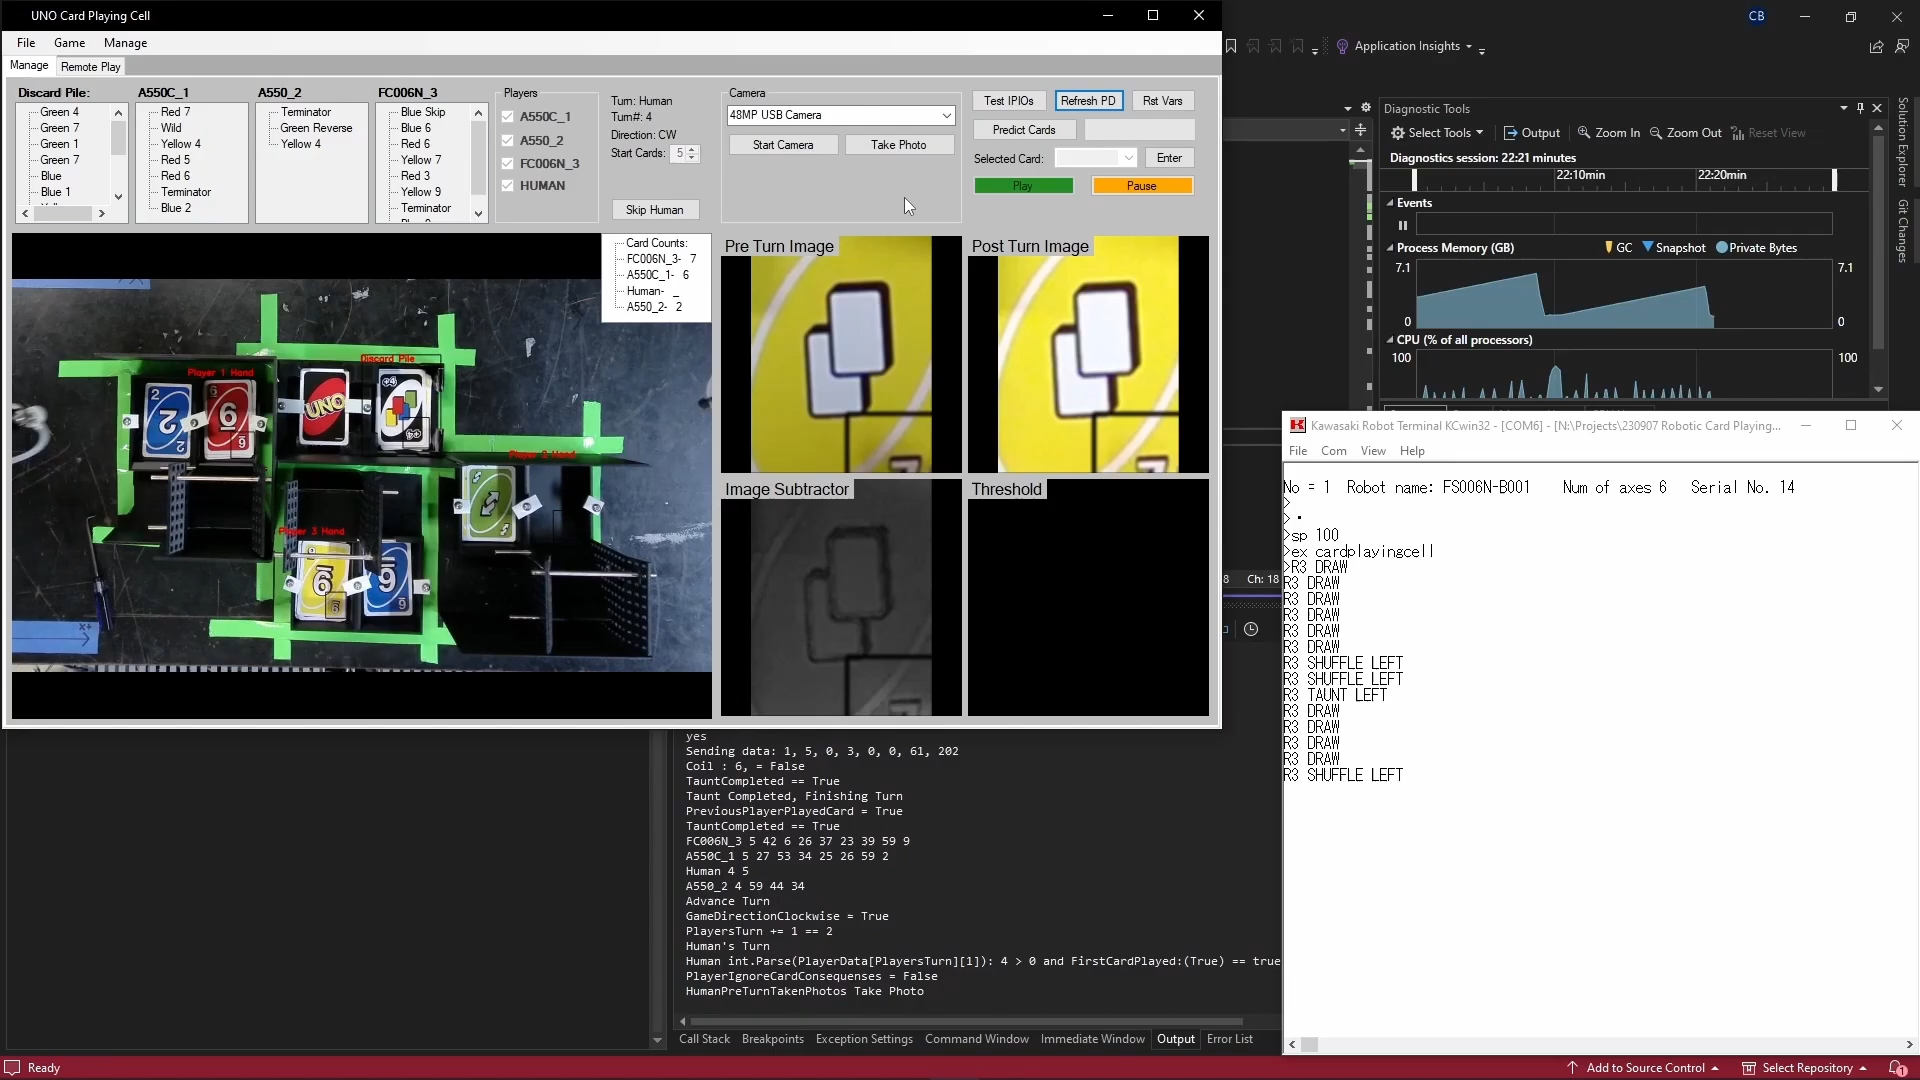 UNO Card Playing Cell
File Game Manage
Manage Remote Play
Discard Pile:
Green 4
Green 7
Green 1
Green 7
Blue
Blue 1
A550C_1
Red 7
Wild
Yellow 4
Red 5
Red 6
Terminator
Blue 2
A550_2
Terminator
Green Reverse
Yellow 4
FC006N_3
Blue Skip
Blue 6
Red 6
Yellow 7
Red 3
Yellow 9
Terminator
Players
A550C_1
A550_2
FC006N_3
HUMAN
Turn: Human
Turn#: 4
Direction: CW
Start Cards: 5
Skip Human
Camera
48MP USB Camera
Start Camera Take Photo
Test IPIOs Refresh PD Rst Vars
Predict Cards
Selected Card: Enter
Play Pause
Card Counts:
FC006N_3- 7
A550C_1- 6
Human- _
A550_2- 2
Discard Pile
Player 1 Hand
Player 2 Hand
Player 3 Hand
UNO
Pre Turn Image
Post Turn Image
Image Subtractor
Threshold
CB
Application Insights
Diagnostic Tools
Select Tools Output Zoom In Zoom Out Reset View
Diagnostics session: 22:21 minutes
22:10min 22:20min
Events
Process Memory (GB) GC Snapshot Private Bytes
7.1 7.1
0 0
CPU (% of all processors)
100 100
Solution Explorer
Git Changes
8 Ch: 18
Kawasaki Robot Terminal KCwin32 - [COM6] - [N:\Projects\230907 Robotic Card Playing...
File Com View Help
No = 1 Robot name: FS006N-B001 Num of axes 6 Serial No. 14
>
> .
>sp 100
>ex cardplayingcell
>R3 DRAW
R3 DRAW
R3 DRAW
R3 DRAW
R3 DRAW
R3 DRAW
R3 SHUFFLE LEFT
R3 SHUFFLE LEFT
R3 TAUNT LEFT
R3 DRAW
R3 DRAW
R3 DRAW
R3 DRAW
R3 SHUFFLE LEFT
yes
Sending data: 1, 5, 0, 3, 0, 0, 61, 202
Coil : 6, = False
TauntCompleted == True
Taunt Completed, Finishing Turn
PreviousPlayerPlayedCard = True
TauntCompleted == True
FC006N_3 5 42 6 26 37 23 39 59 9
A550C_1 5 27 53 34 25 26 59 2
Human 4 5
A550_2 4 59 44 34
Advance Turn
GameDirectionClockwise = True
PlayersTurn += 1 == 2
Human's Turn
Human int.Parse(PlayerData[PlayersTurn][1]): 4 > 0 and FirstCardPlayed:(True) == true
PlayerIgnoreCardConsequenses = False
HumanPreTurnTakenPhotos Take Photo
Call Stack Breakpoints Exception Settings Command Window Immediate Window Output Error List
Ready Add to Source Control Select Repository 1